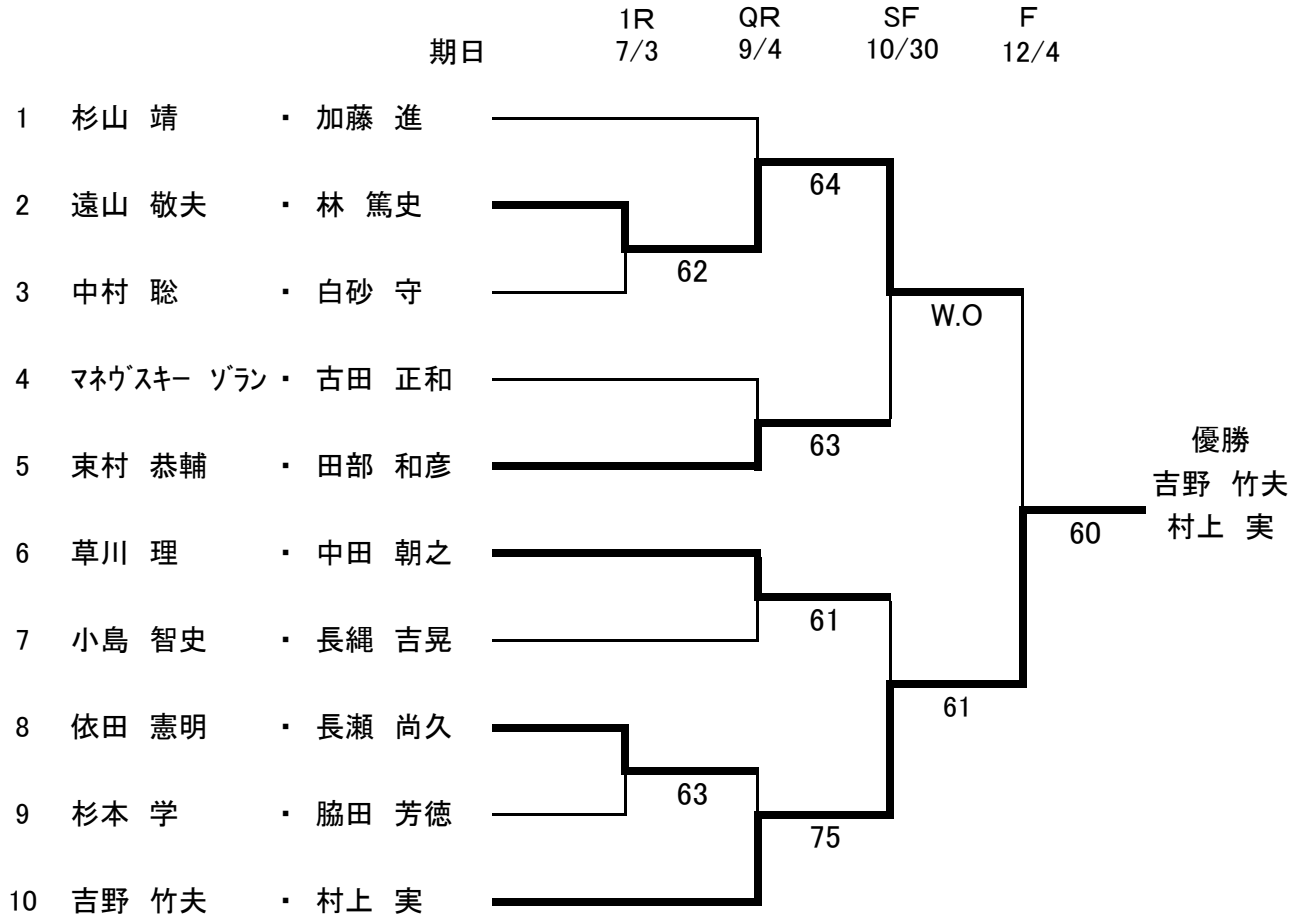 1R QR SF F
期日 7/3 9/4 10/30 12/4
1 杉山 靖 ・ 加藤 進
64
2 遠山 敬夫 ・ 林 篤史
62
3 中村 聡 ・ 白砂 守
W.O
4 ﾏﾈｳﾞｽｷｰ ｿﾞﾗﾝ ・ 古田 正和
63
優勝
5 束村 恭輔 ・ 田部 和彦
吉野 竹夫
60
村上 実
6 草川 理 ・ 中田 朝之
61
7 小島 智史 ・ 長縄 吉晃
61
8 依田 憲明 ・ 長瀬 尚久
63
9 杉本 学 ・ 脇田 芳徳
75
10 吉野 竹夫 ・ 村上 実